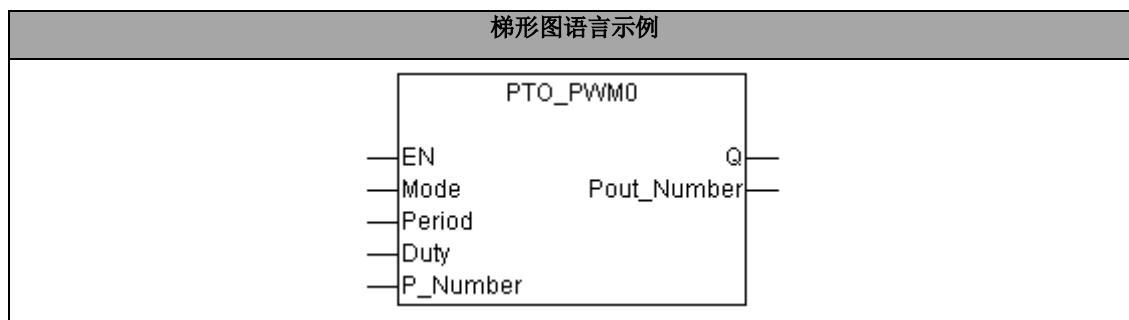 梯形图语言示例
PTO_PWM0
EN Q
Mode Pout_Number
Period
Duty
P_Number